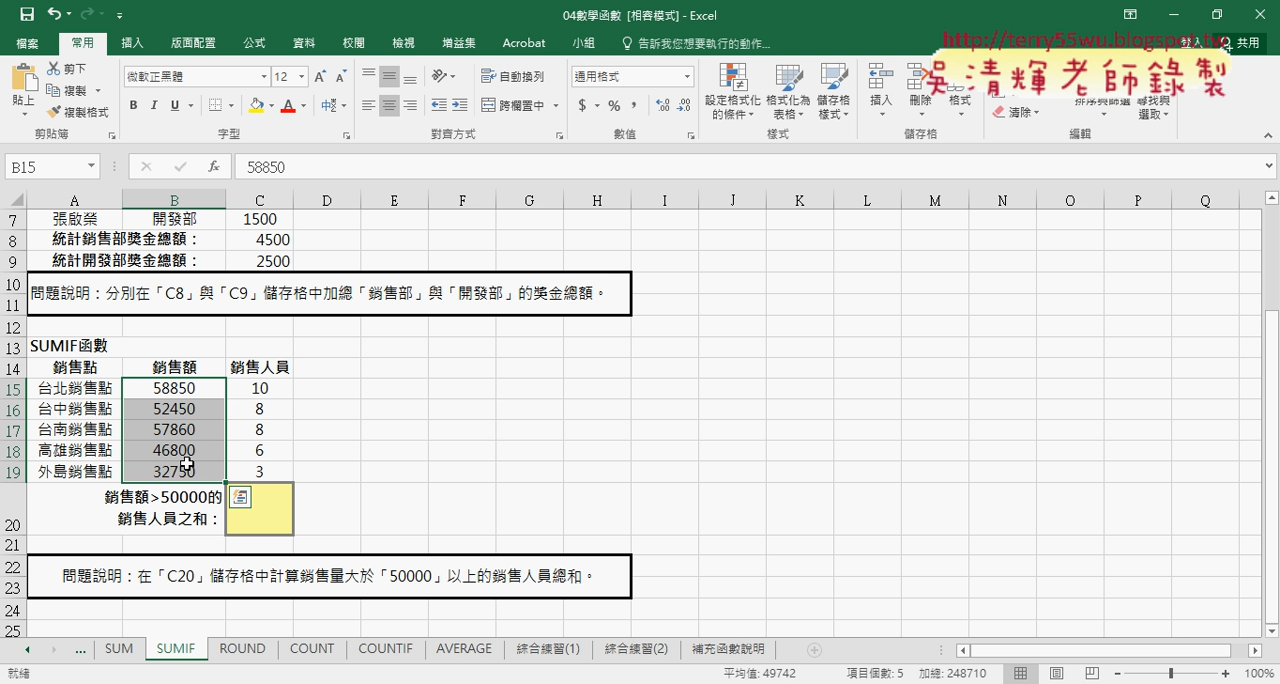 04數學函數 [相容模式] - Excel
http://terry55wu.blogspot.tw
吳清輝老師錄製
檔案 常用 插入 版面配置 公式 資料 校閱 檢視 增益集 Acrobat 小組 告訴我您想要執行的動作... 登入 共用
貼上 剪下 複製 複製格式
微軟正黑體 12 自動換列 跨欄置中
通用格式
設定格式化的條件 格式化為表格 儲存格樣式
插入 刪除 格式 清除 排序與篩選 尋找與選取
剪貼簿 字型 對齊方式 數值 樣式 儲存格 編輯
B15 fx 58850
A B C D E F G H I J K L M N O P Q
7 張啟榮 開發部 1500
8 統計銷售部獎金總額： 4500
9 統計開發部獎金總額： 2500
10
問題說明：分別在「C8」與「C9」儲存格中加總「銷售部」與「開發部」的獎金總額。
11
12
13 SUMIF函數
14 銷售點 銷售額 銷售人員
15 台北銷售點 58850 10
16 台中銷售點 52450 8
17 台南銷售點 57860 8
18 高雄銷售點 46800 6
19 外島銷售點 32750 3
銷售額>50000的
20 銷售人員之和：
21
22
問題說明：在「C20」儲存格中計算銷售量大於「50000」以上的銷售人員總和。
23
24
25
... SUM SUMIF ROUND COUNT COUNTIF AVERAGE 綜合練習(1) 綜合練習(2) 補充函數說明
就緒 平均值: 49742 項目個數: 5 加總: 248710 100%